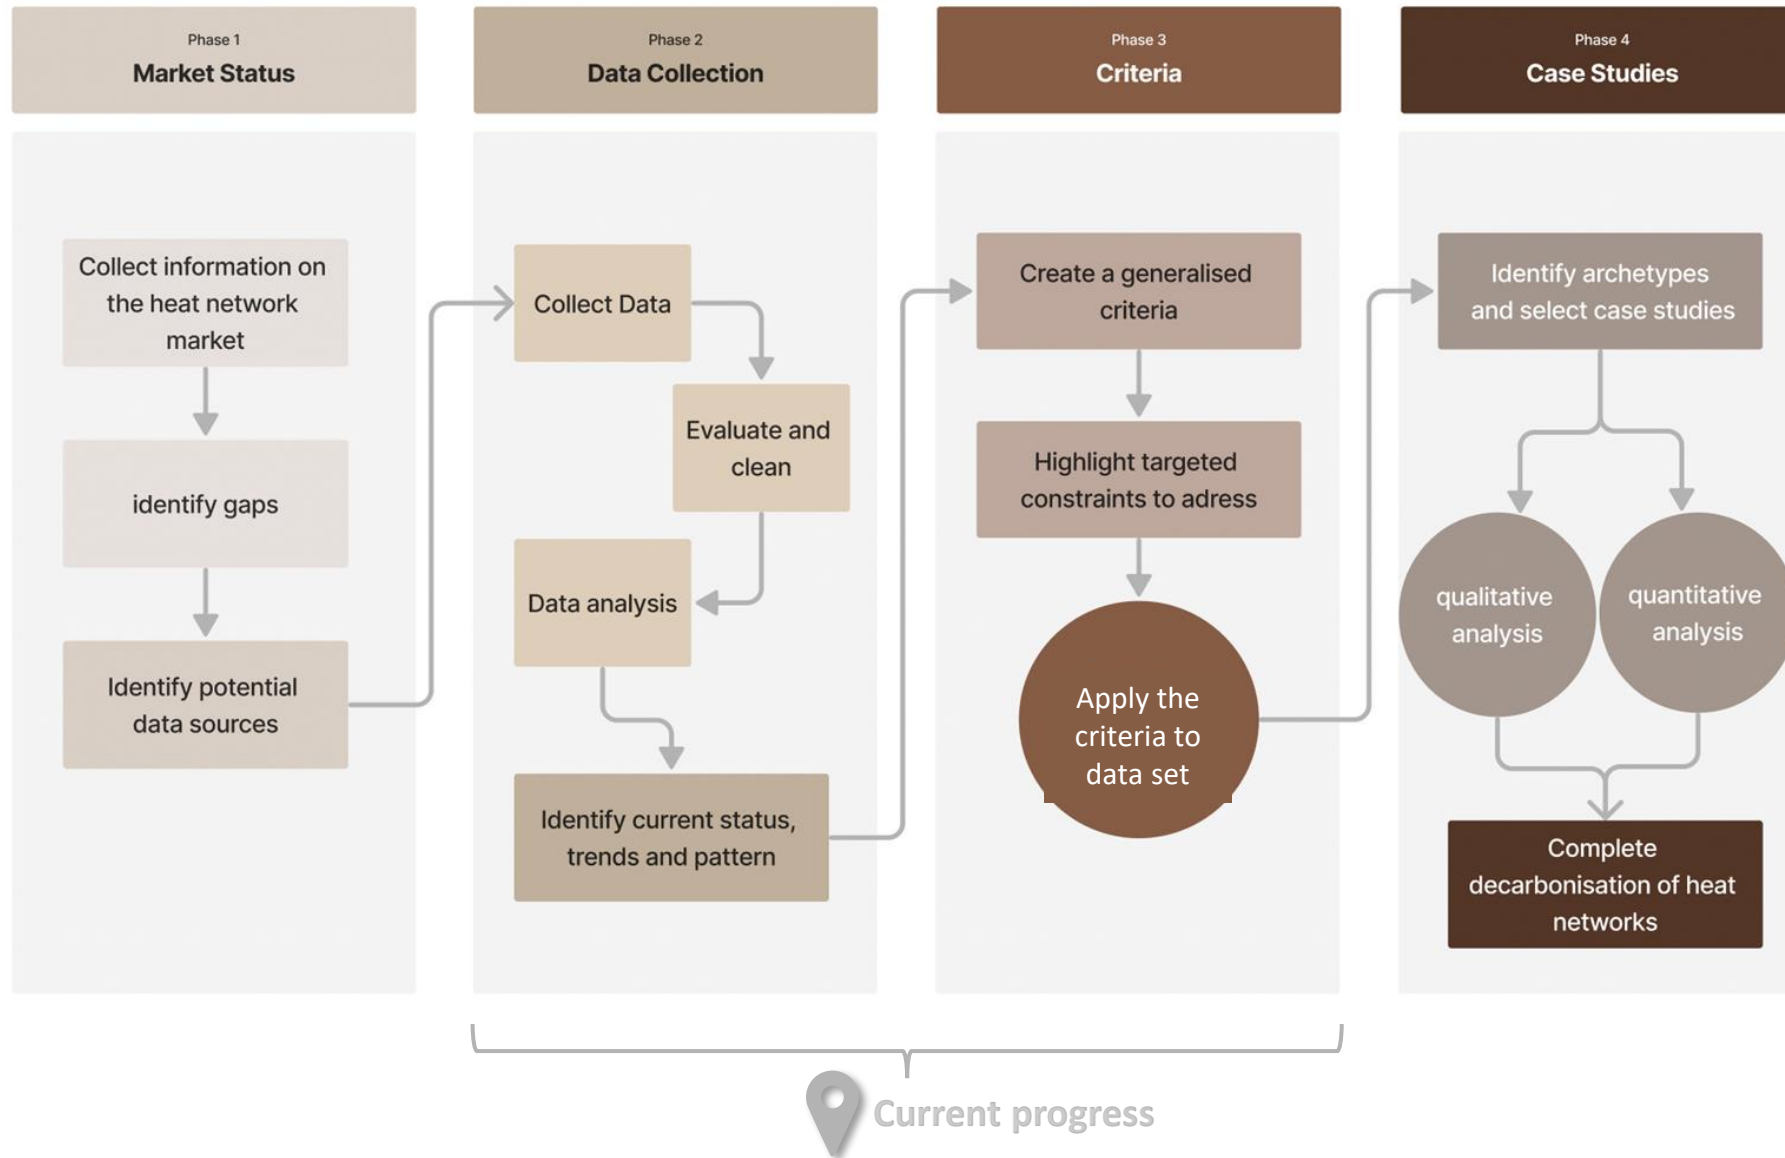 Phase 1
Market Status
Collect information on
the heat network
market
identify gaps
Identify potential
data sources
Phase 2
Data Collection
Collect Data
Evaluate and
clean
Data analysis
Identify current status,
trends and pattern
Phase 3
Criteria
Create a generalised
criteria
Highlight targeted
constraints to adress
Apply the
criteria to
data set
Phase 4
Case Studies
Identify archetypes
and select case studies
qualitative
analysis
quantitative
analysis
Complete
decarbonisation of heat
networks
Current progress